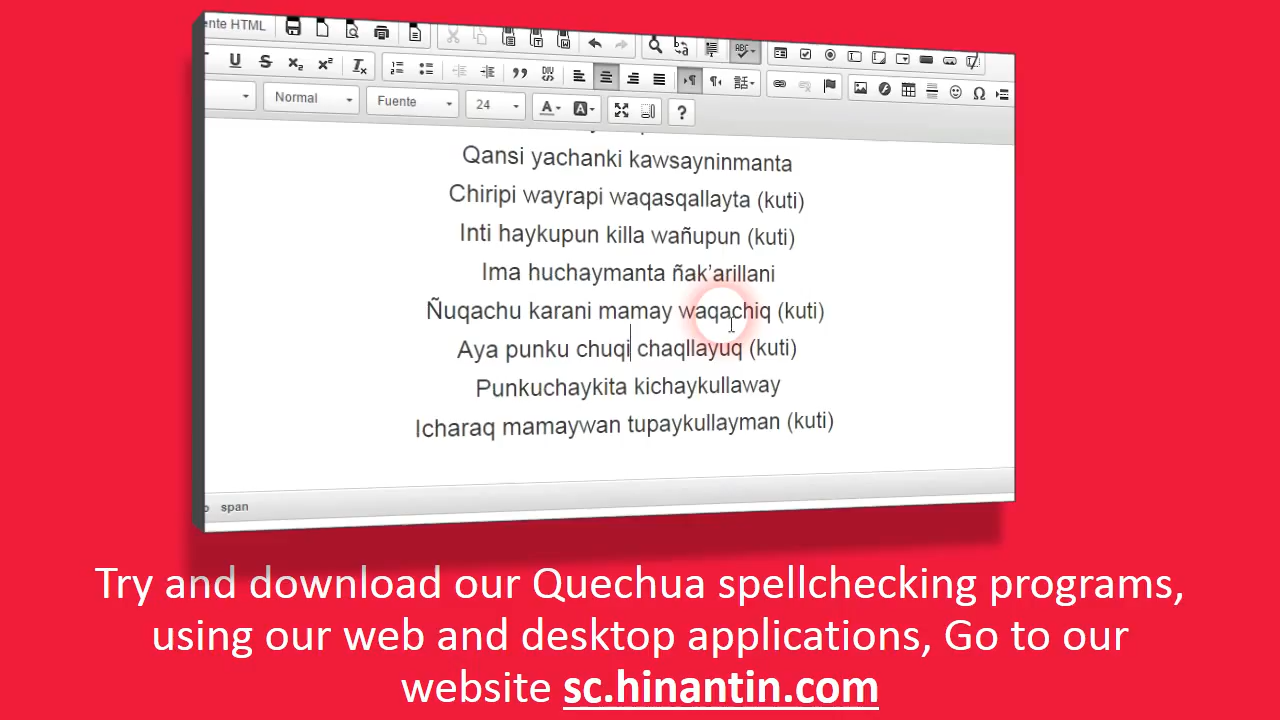 ente HTML
Normal Fuente 24
Qansi yachanki kawsayninmanta
Chiripi wayrapi waqasqallayta (kuti)
Inti haykupun killa wañupun (kuti)
Ima huchaymanta ñak'arillani
Ñuqachu karani mamay waqachiq (kuti)
Aya punku chuqi chaqllayuq (kuti)
Punkuchaykita kichaykullaway
Icharaq mamaywan tupaykullayman (kuti)
span
Try and download our Quechua spellchecking programs,
using our web and desktop applications, Go to our
website sc.hinantin.com